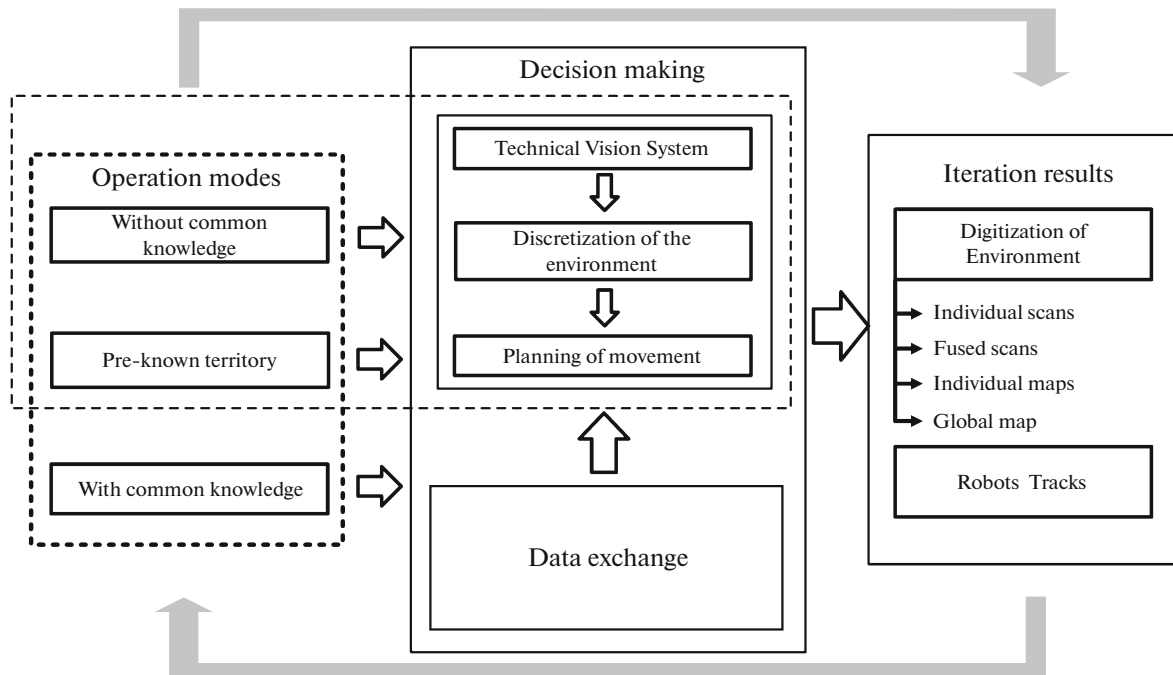 Decision making
Technical Vision System
Discretization of the
environment
Planning of movement
Data exchange
Operation modes
Without common
knowledge
Pre-known territory
With common knowledge
Iteration results
Digitization of
Environment
Individual scans
Fused scans
Individual maps
Global map
Robots Tracks